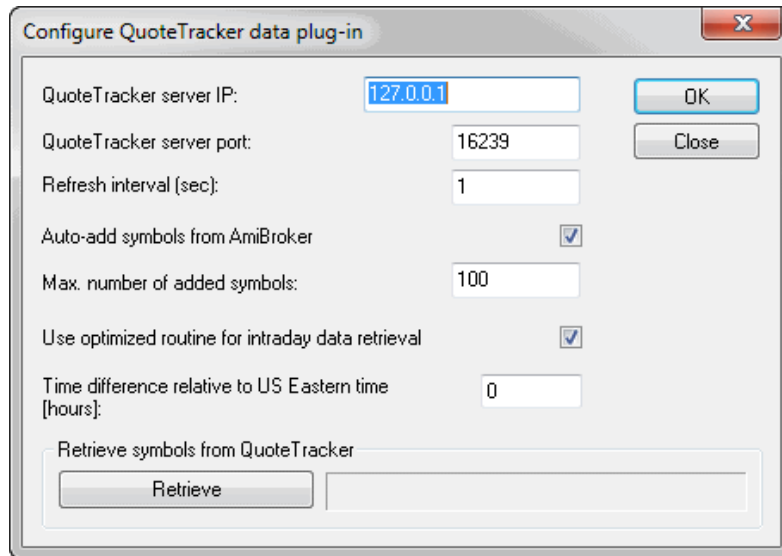 Configure QuoteTracker data plug-in
QuoteTracker server IP: 127.0.0.1 OK
QuoteTracker server port: 16239 Close
Refresh interval (sec): 1
Auto-add symbols from AmiBroker
Max. number of added symbols: 100
Use optimized routine for intraday data retrieval
Time difference relative to US Eastern time 0
[hours]:
Retrieve symbols from QuoteTracker
Retrieve